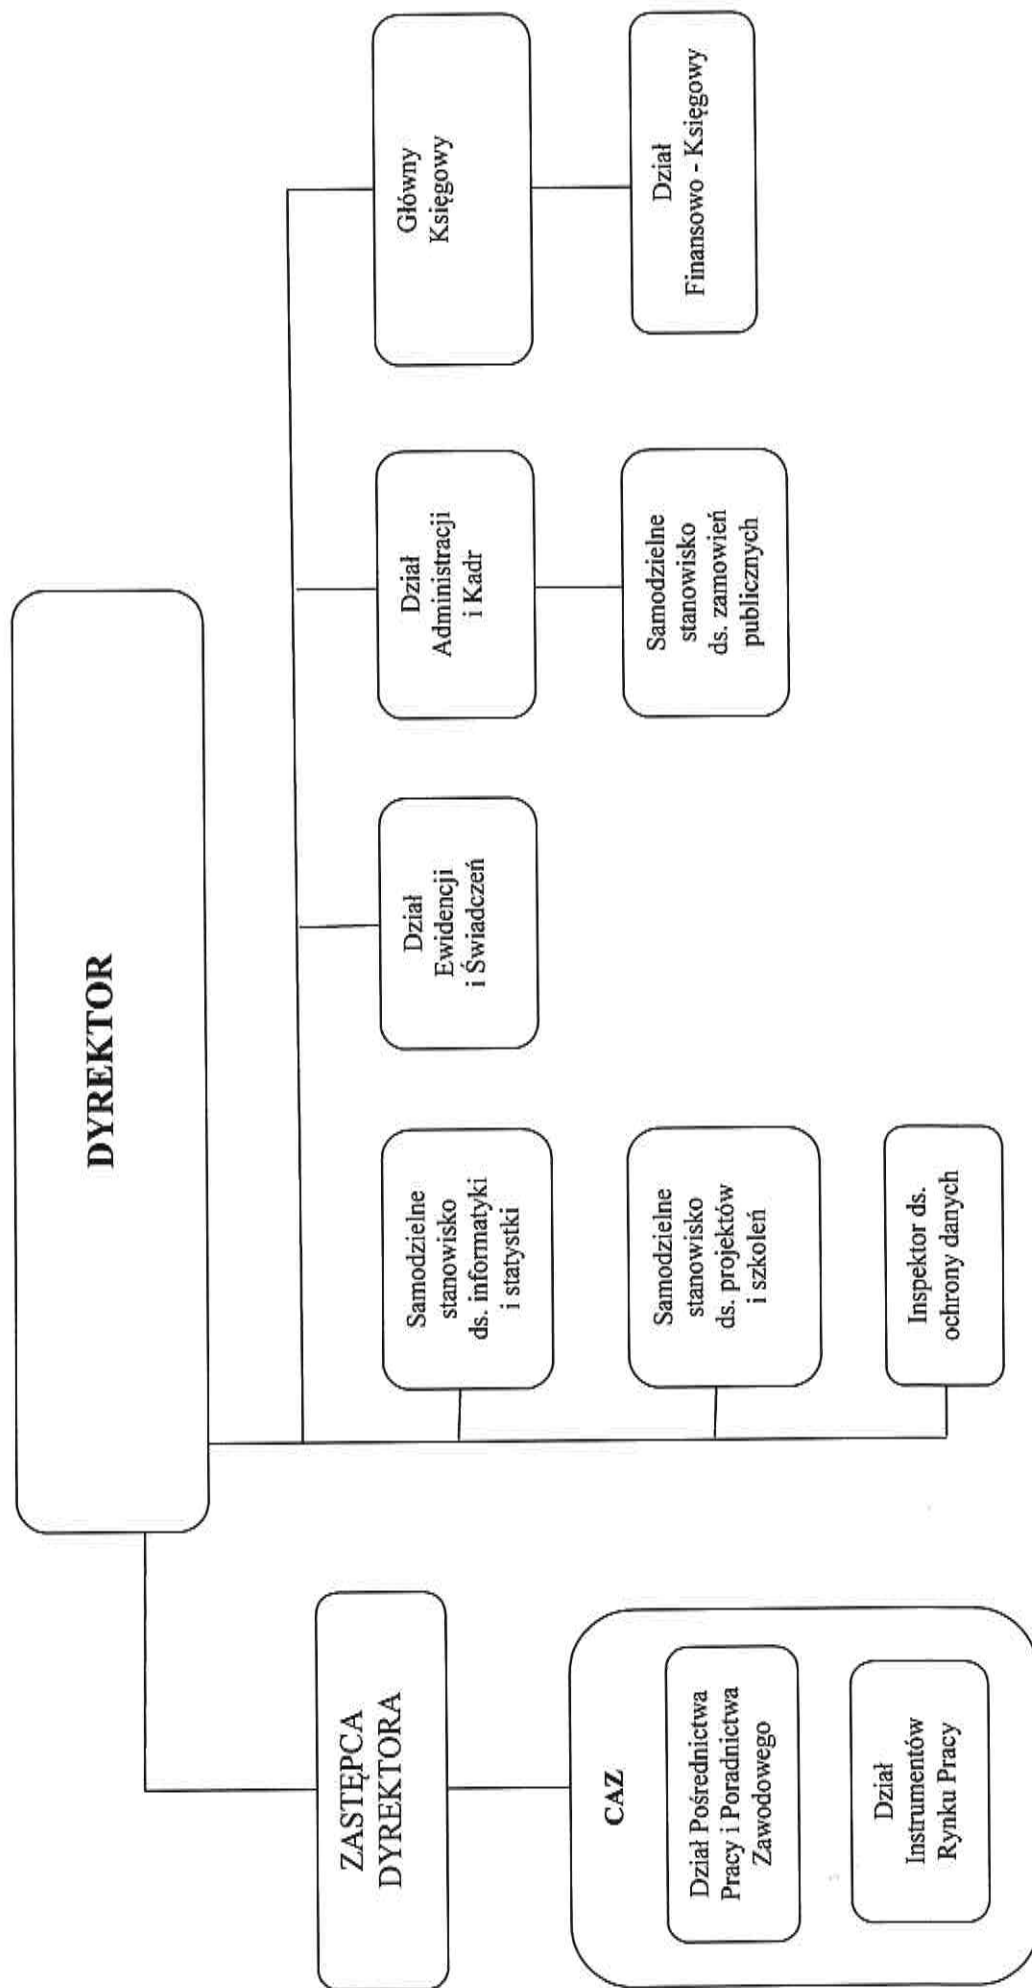 DYREKTOR
ZASTĘPCA
DYREKTORA
CAZ
Dział Pośrednictwa
Pracy i Poradnictwa
Zawodowego
Dział
Instrumentów
Rynku Pracy
Samodzielne
stanowisko
ds. informatyki
i statystki
Samodzielne
stanowisko
ds. projektów
i szkoleń
Inspektor ds.
ochrony danych
Dział
Ewidencji
i Świadczeń
Dział
Administracji
i Kadr
Samodzielne
stanowisko
ds. zamowień
publicznych
Główny
Księgowy
Dział
Finansowo - Księgowy